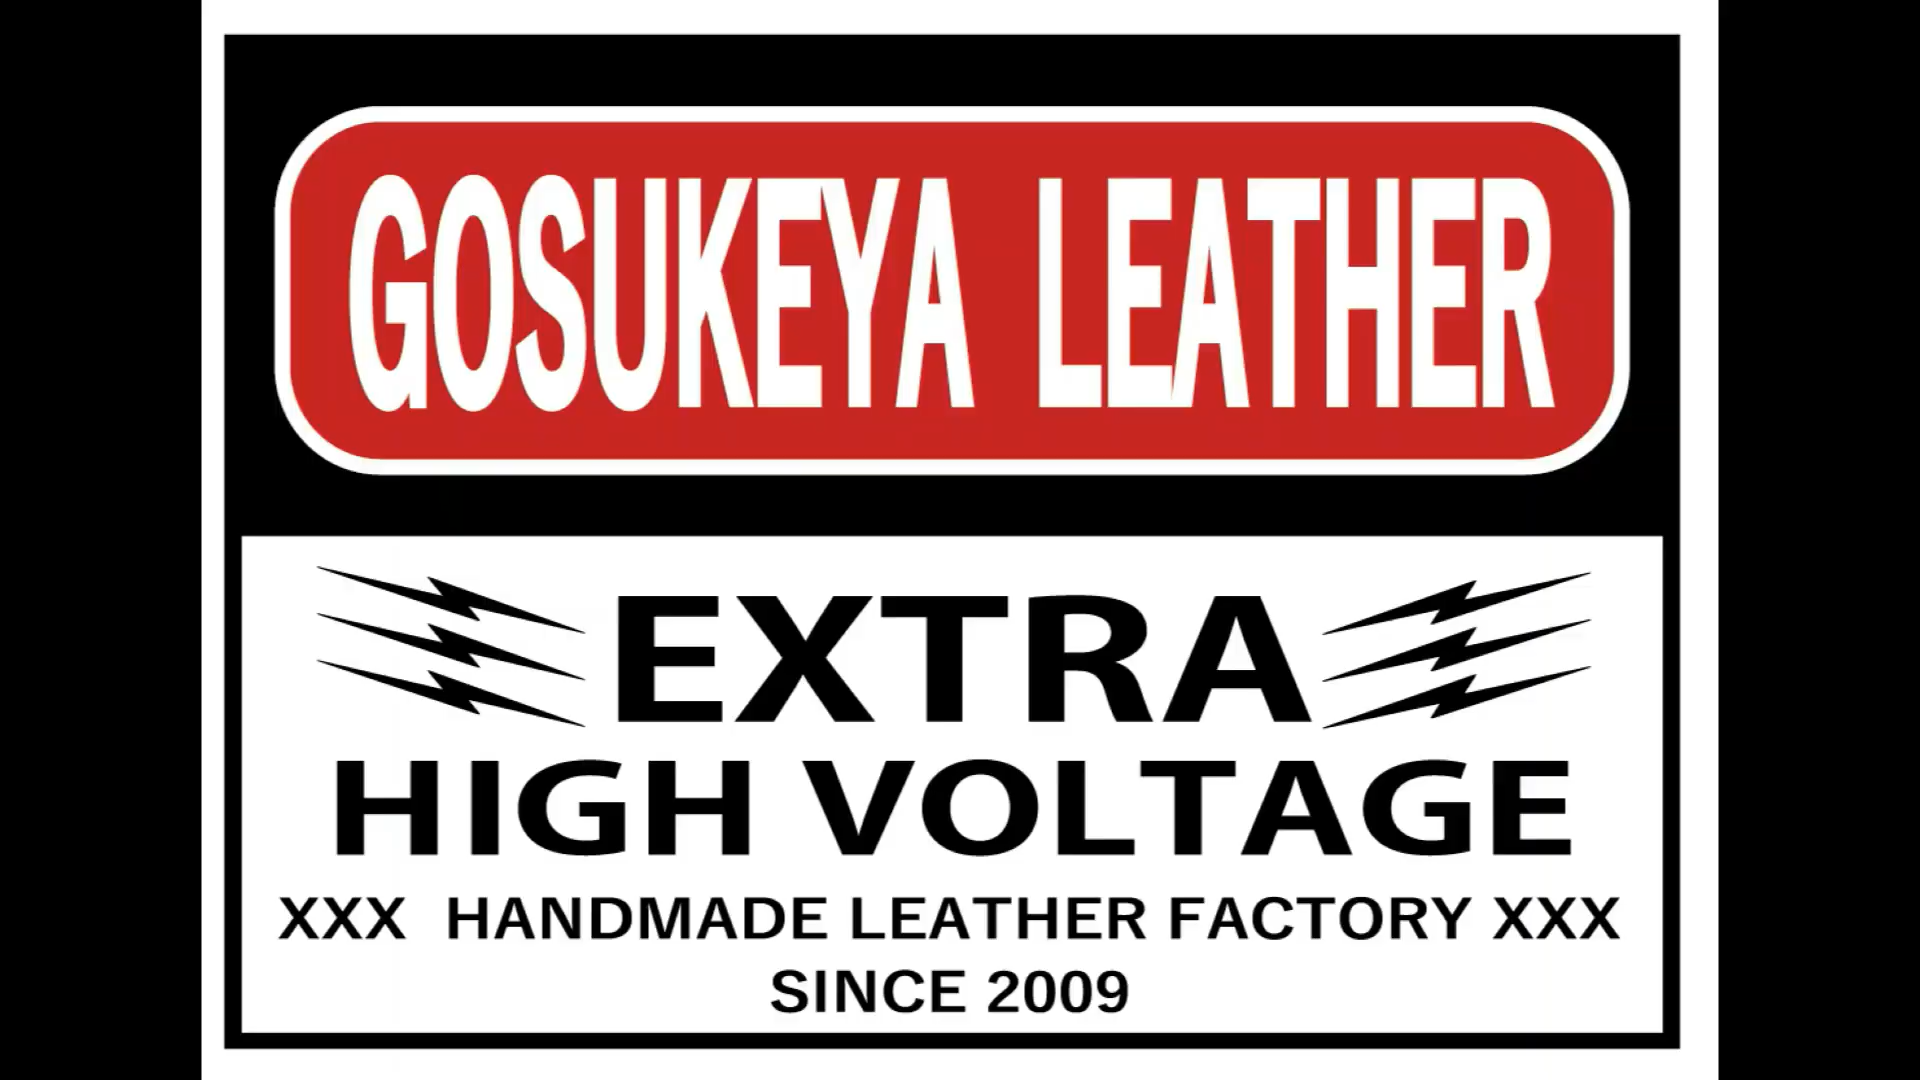 GOSUKEYA LEATHER
EXTRA
HIGH VOLTAGE
XXX HANDMADE LEATHER FACTORY XXX
SINCE 2009